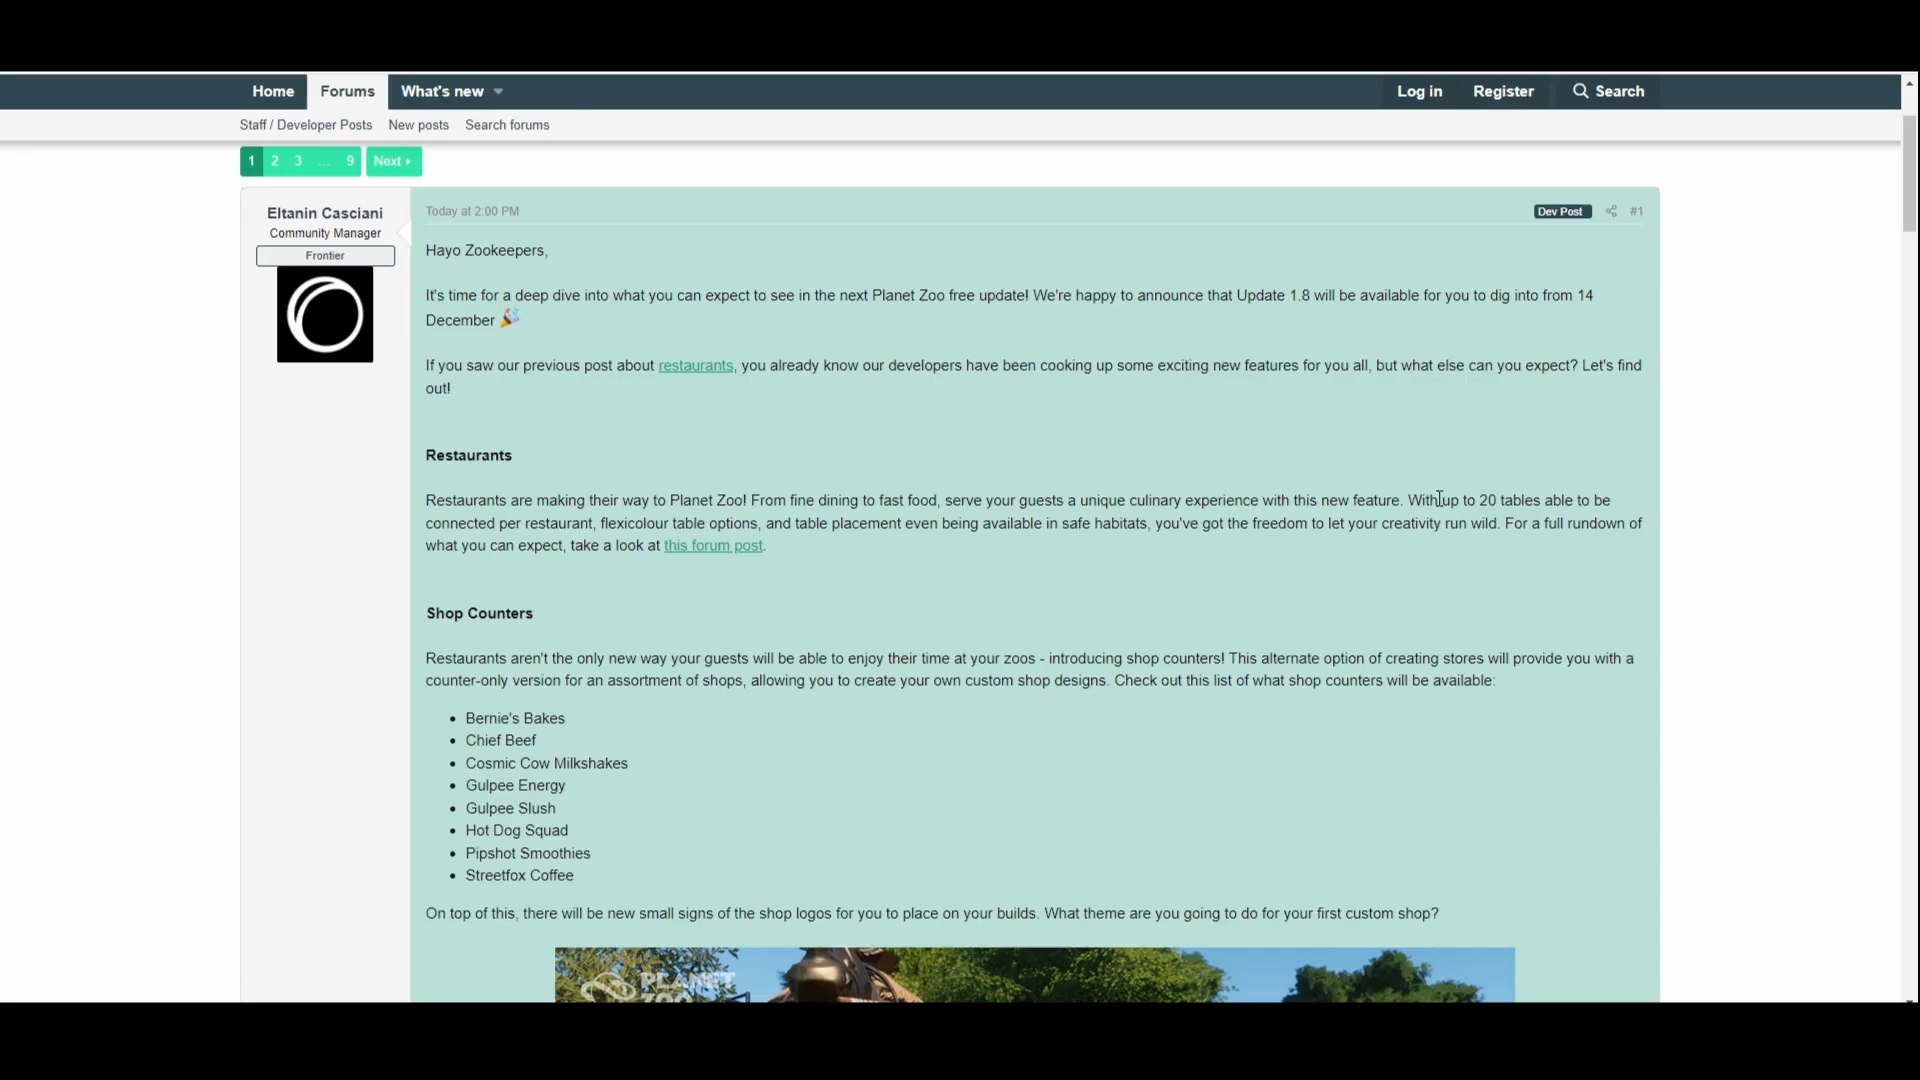 Home Forums What's new Log in Register Search
Staff / Developer Posts New posts Search forums
1 2 3 ... 9 Next
Eltanin Casciani
Community Manager
Frontier
Today at 2:00 PM Dev Post #1
Hayo Zookeepers,
It's time for a deep dive into what you can expect to see in the next Planet Zoo free update! We're happy to announce that Update 1.8 will be available for you to dig into from 14
December 🎉
If you saw our previous post about restaurants, you already know our developers have been cooking up some exciting new features for you all, but what else can you expect? Let's find
out!
Restaurants
Restaurants are making their way to Planet Zoo! From fine dining to fast food, serve your guests a unique culinary experience with this new feature. With up to 20 tables able to be
connected per restaurant, flexicolour table options, and table placement even being available in safe habitats, you've got the freedom to let your creativity run wild. For a full rundown of
what you can expect, take a look at this forum post.
Shop Counters
Restaurants aren't the only new way your guests will be able to enjoy their time at your zoos - introducing shop counters! This alternate option of creating stores will provide you with a
counter-only version for an assortment of shops, allowing you to create your own custom shop designs. Check out this list of what shop counters will be available:
• Bernie's Bakes
• Chief Beef
• Cosmic Cow Milkshakes
• Gulpee Energy
• Gulpee Slush
• Hot Dog Squad
• Pipshot Smoothies
• Streetfox Coffee
On top of this, there will be new small signs of the shop logos for you to place on your builds. What theme are you going to do for your first custom shop?
PLANET
ZOO